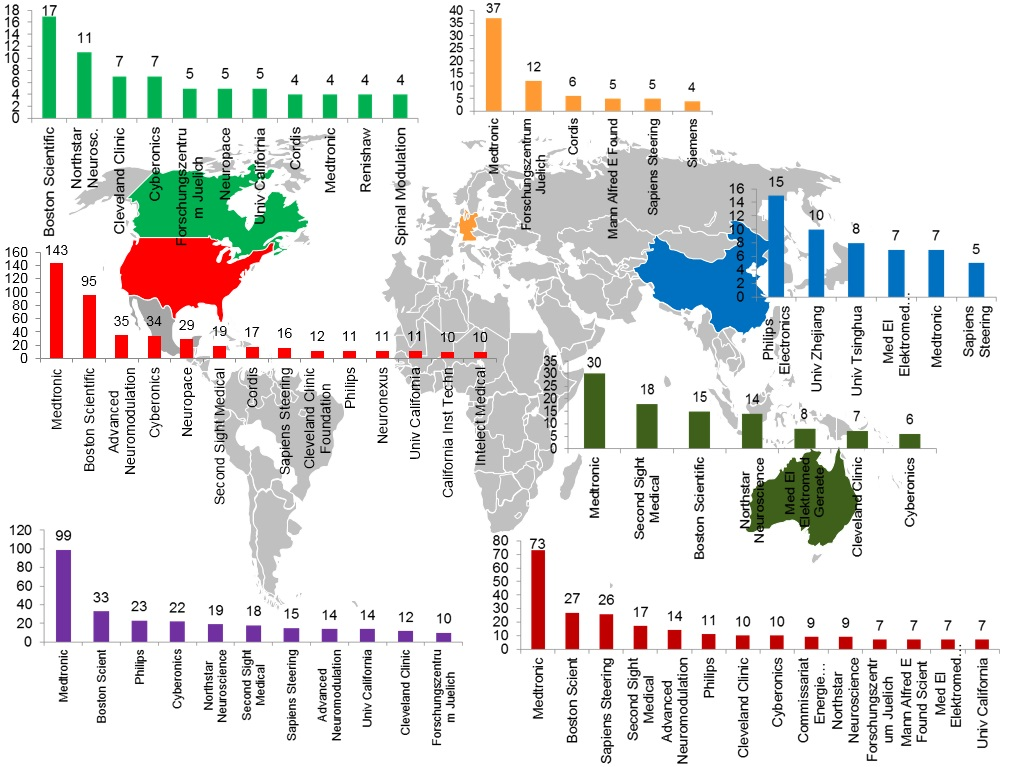 18
16
14
12
10
8
6
4
2
0
17
11
7
7
5
5
5
4
4
4
4
Boston Scientific
Northstar
Neurosc.
Cleveland Clinic
Cyberonics
Forschungszentru
m Juelich
Neuropace
Univ California
Cordis
Medtronic
Renshaw
Spinal Modulation
40
35
30
25
20
15
10
5
0
37
12
6
5
5
4
Medtronic
Forschungzentrum
Juelich
Cordis
Mann Alfred E Found
Sapiens Steering
Siemens
16
14
12
10
8
6
4
2
0
15
10
8
7
7
5
Philips
Electronics
Univ Zhejiang
Univ Tsinghua
Med El
Elektromed…
Medtronic
Sapiens
Steering
160
140
120
100
80
60
40
20
0
143
95
35
34
29
19
17
16
12
11
11
11
10
10
Medtronic
Boston Scientific
Advanced
Neuromodulation
Cyberonics
Neuropace
Second Sight Medical
Cordis
Sapiens Steering
Cleveland Clinic
Foundation
Philips
Neuronexus
Univ California
California Inst Techn
Intelect Medical
35
30
25
20
15
10
5
0
30
18
15
14
8
7
6
Medtronic
Second Sight
Medical
Boston Scientific
Northstar
Neuroscience
Med El
Elektromed
Geraete
Cleveland Clinic
Cyberonics
120
100
80
60
40
20
0
99
33
23
22
19
18
15
14
14
12
10
Medtronic
Boston Scient
Philips
Cyberonics
Northstar
Neuroscience
Second Sight
Medical
Sapiens Steering
Advanced
Neuromodulation
Univ California
Cleveland Clinic
Forschungszentru
m Juelich
80
70
60
50
40
30
20
10
0
73
27
26
17
14
11
10
10
9
9
7
7
7
7
Medtronic
Boston Scient
Sapiens Steering
Second Sight
Medical
Advanced
Neuromodulation
Philips
Cleveland Clinic
Cyberonics
Commissariat
Energie…
Northstar
Neuroscience
Forschungszentr
um Juelich
Mann Alfred E
Found Scient
Med El
Elektromed…
Univ California